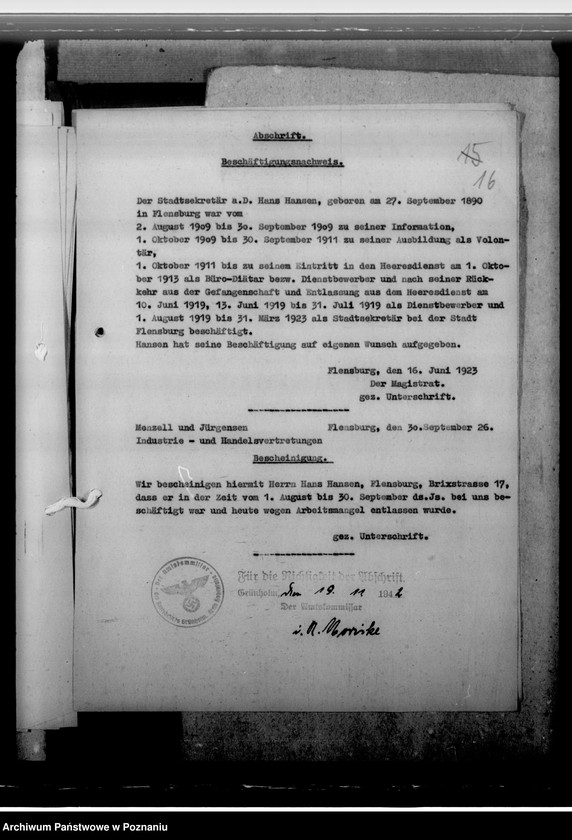 Abschrift.
15
16
Beschäftigungsnachweis.
Der Stadtsekretär a.D. Hans Hansen, geboren am 27. September 1890
in Flensburg war vom
2. August 1909 bis 30. September 1909 zu seiner Information,
1. Oktober 1909 bis 30. September 1911 zu seiner Ausbildung als Volon-
tär,
1. Oktober 1911 bis zu seinem Eintritt in den Heeresdienst am 1. Okto-
ber 1913 als Büro-Diätar bezw. Dienstbewerber und nach seiner Rück-
kehr aus der Gefangenschaft und Entlassung aus dem Heeresdienst am
10. Juni 1919, 13. Juni 1919 bis 31. Juli 1919 als Dienstbewerber und
1. August 1919 bis 31. März 1923 als Stadtsekretär bei der Stadt
Flensburg beschäftigt.
Hansen hat seine Beschäftigung auf eigenen Wunsch aufgegeben.
Flensburg, den 16. Juni 1923
Der Magistrat.
gez. Unterschrift.
Menzell und Jürgensen Flensburg, den 30.September 26.
Industrie - und Handelsvertretungen
Bescheinigung.
Wir bescheinigen hiermit Herrn Hans Hansen, Flensburg, Brixstrasse 17,
dass er in der Zeit vom 1. August bis 30. September ds.Js. bei uns be-
schäftigt war und heute wegen Arbeitsmangel entlassen wurde.
gez. Unterschrift.
Für die Richtigkeit der Abschrift.
Grünheim, den 19. 11 1942
Der Amtskommissar
Der Amtskommissar
Archiwum Państwowe w Poznaniu